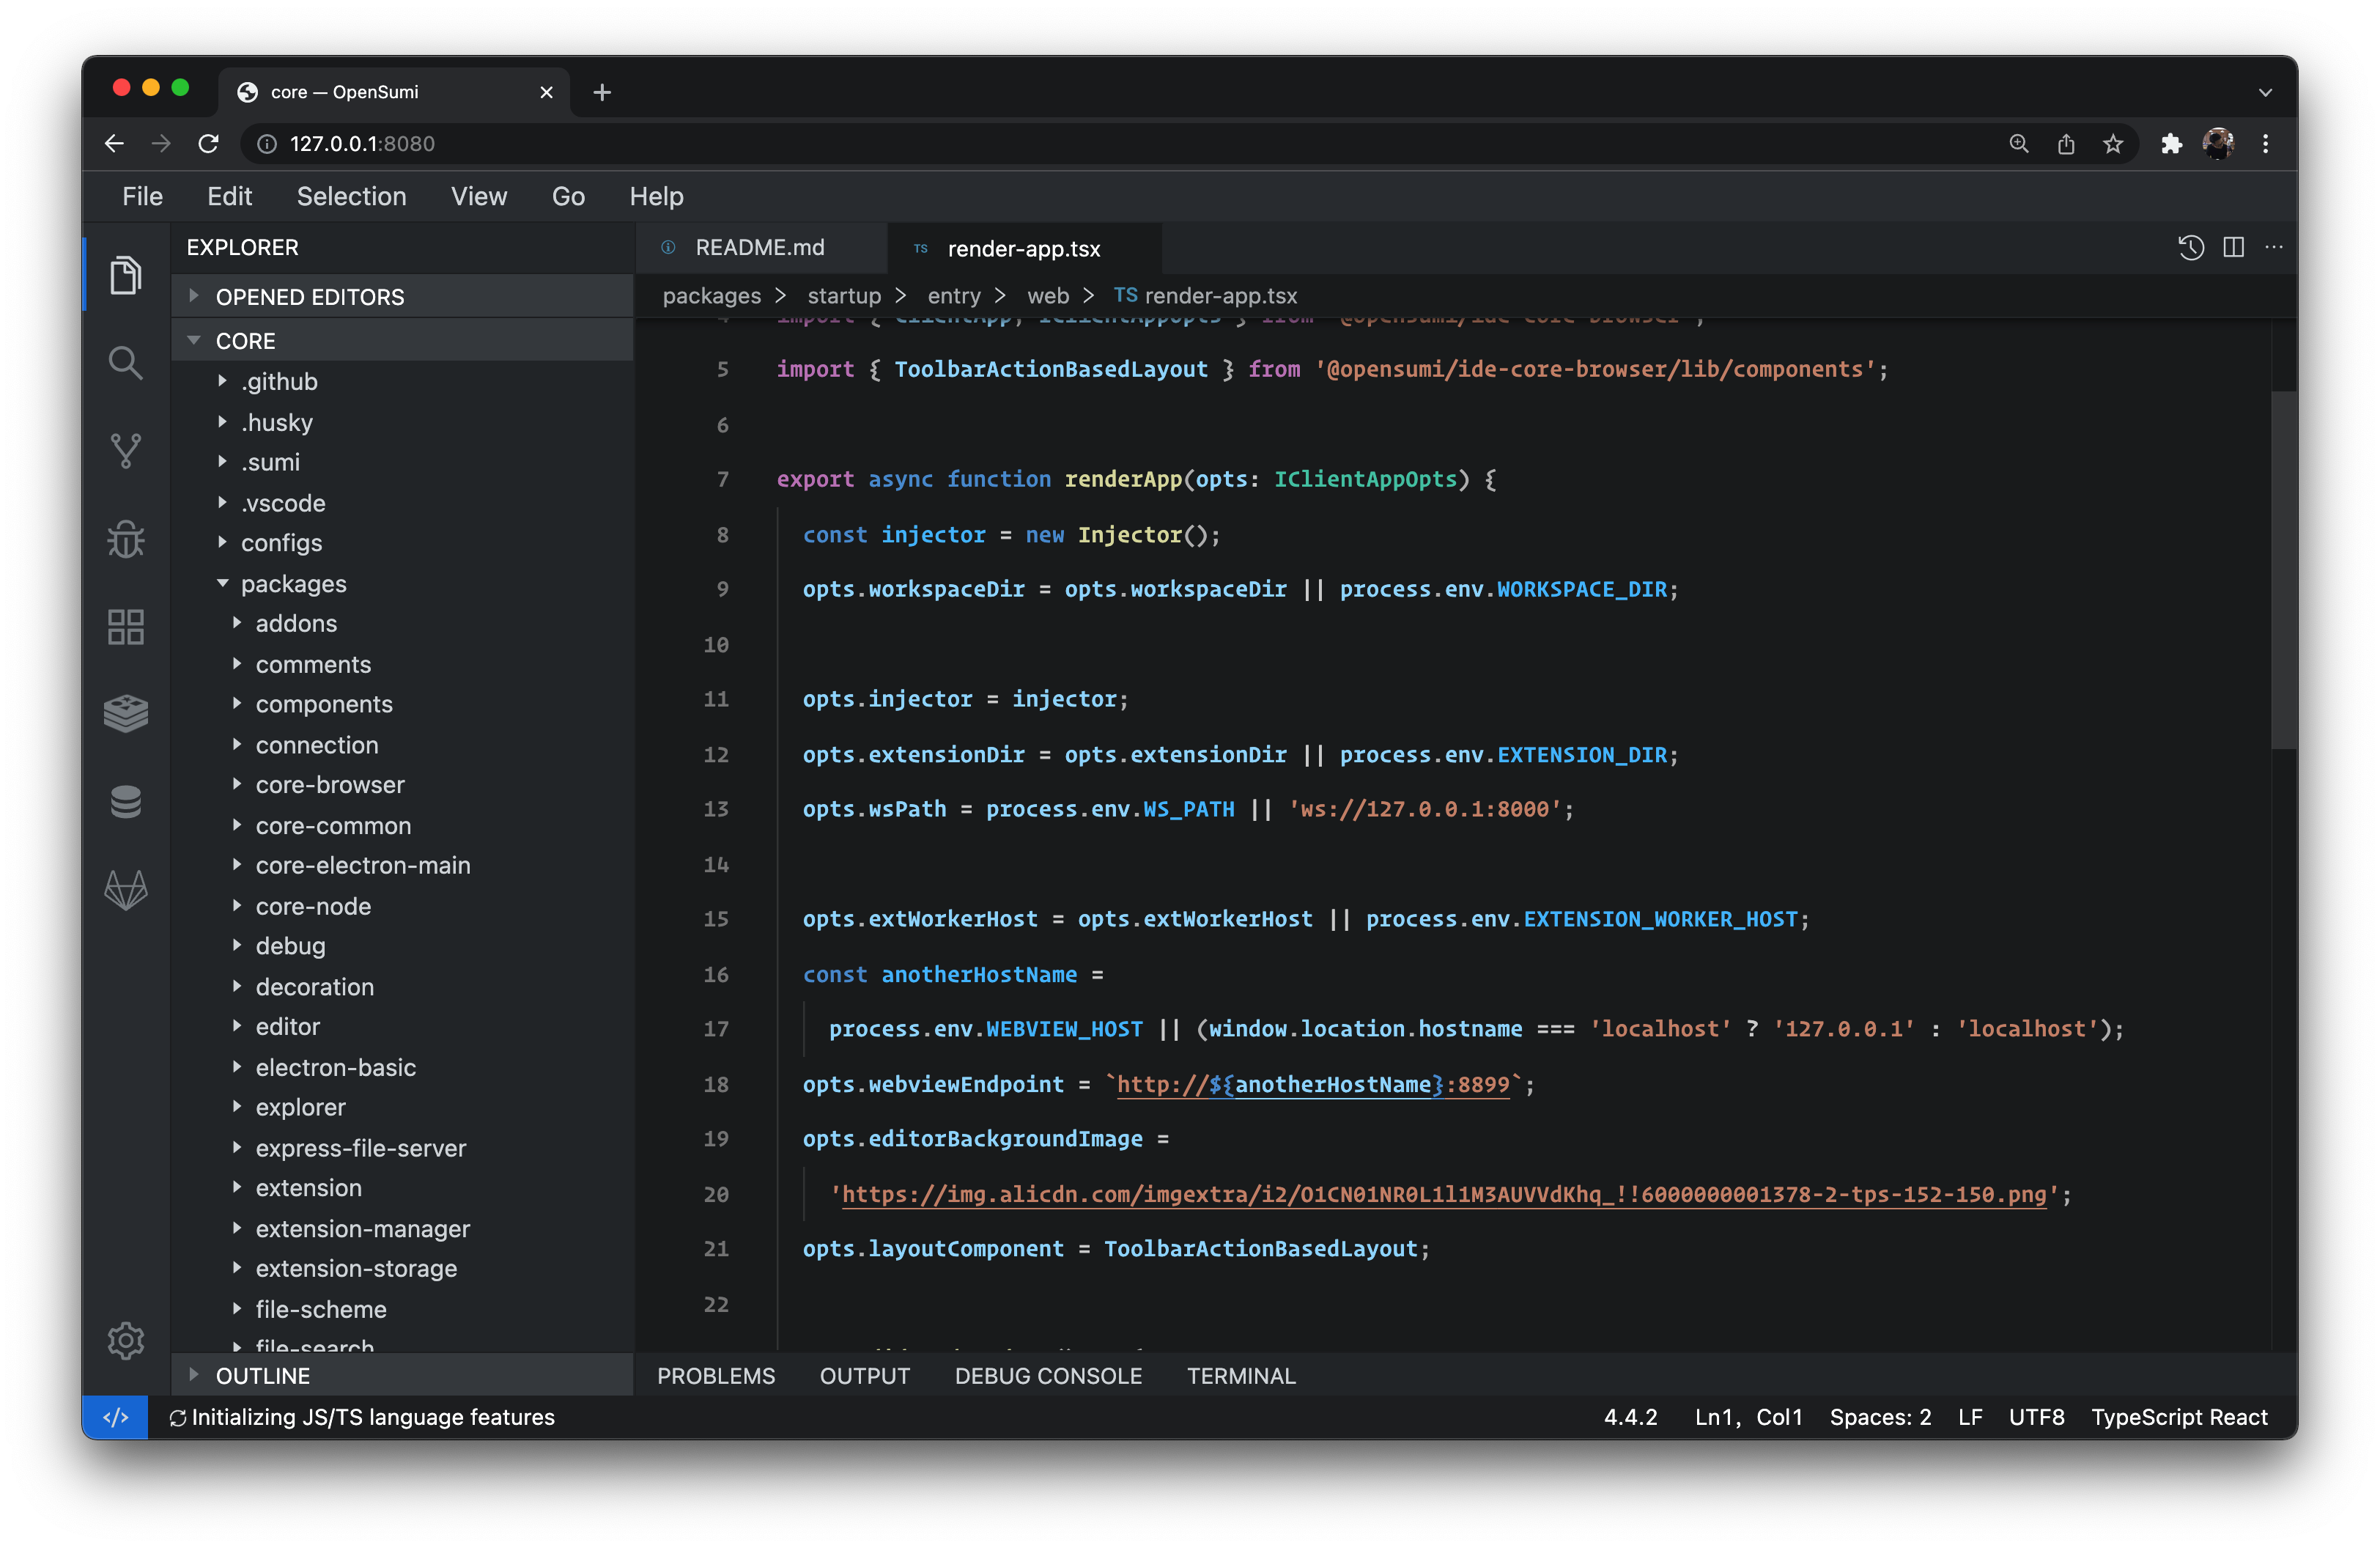 core — OpenSumi
127.0.0.1:8080
File Edit Selection View Go Help
EXPLORER
OPENED EDITORS
CORE
.github
.husky
.sumi
.vscode
configs
packages
addons
comments
components
connection
core-browser
core-common
core-electron-main
core-node
debug
decoration
editor
electron-basic
explorer
express-file-server
extension
extension-manager
extension-storage
file-scheme
file-search
OUTLINE
README.md
TS render-app.tsx
packages > startup > entry > web > TS render-app.tsx
4 import { ClientApp, IClientAppOpts } from '@opensumi/ide-core-browser';
5 import { ToolbarActionBasedLayout } from '@opensumi/ide-core-browser/lib/components';
6
7 export async function renderApp(opts: IClientAppOpts) {
8 const injector = new Injector();
9 opts.workspaceDir = opts.workspaceDir || process.env.WORKSPACE_DIR;
10
11 opts.injector = injector;
12 opts.extensionDir = opts.extensionDir || process.env.EXTENSION_DIR;
13 opts.wsPath = process.env.WS_PATH || 'ws://127.0.0.1:8000';
14
15 opts.extWorkerHost = opts.extWorkerHost || process.env.EXTENSION_WORKER_HOST;
16 const anotherHostName =
17 process.env.WEBVIEW_HOST || (window.location.hostname === 'localhost' ? '127.0.0.1' : 'localhost');
18 opts.webviewEndpoint = `http://${anotherHostName}:8899`;
19 opts.editorBackgroundImage =
20 'https://img.alicdn.com/imgextra/i2/O1CN01NR0L1l1M3AUVVdKhq_!!6000000001378-2-tps-152-150.png';
21 opts.layoutComponent = ToolbarActionBasedLayout;
22
PROBLEMS OUTPUT DEBUG CONSOLE TERMINAL
Initializing JS/TS language features
4.4.2 Ln1, Col1 Spaces: 2 LF UTF8 TypeScript React